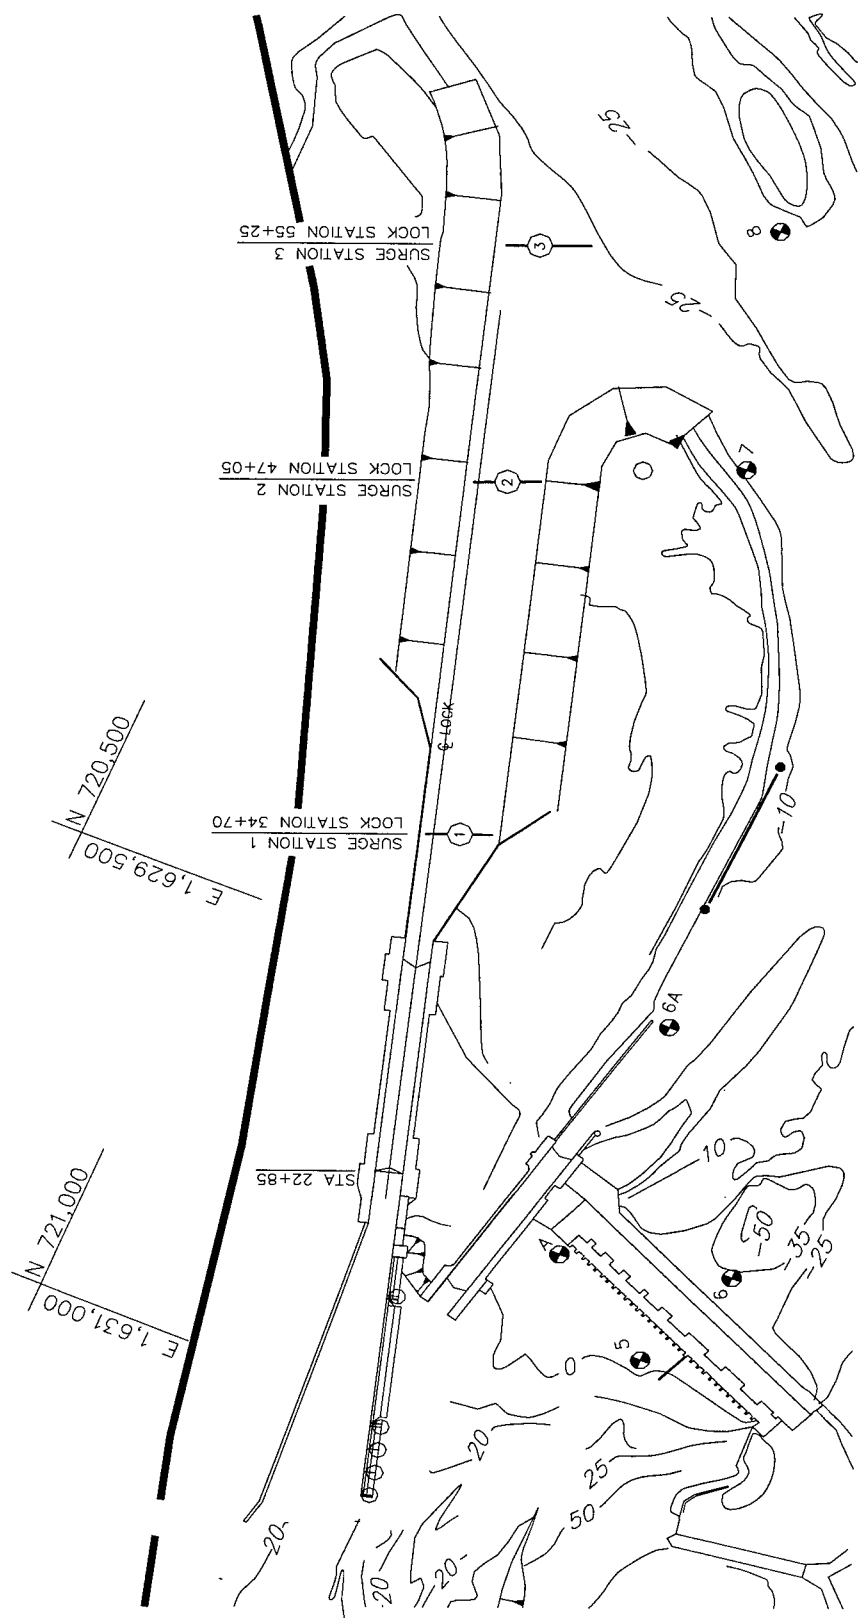 -25
8
SURGE STATION 3
LOCK STATION 55+25
3
-25
SURGE STATION 2
LOCK STATION 47+05
2
7
N 720,500
E 1,629,500
℄ LOCK
SURGE STATION 1
LOCK STATION 34+70
1
-10
6A
STA 22+85
10
N 721,000
E 1,631,000
A
-50
-35
-25
6
5
0
-20
25
50
20-
-20
-20-